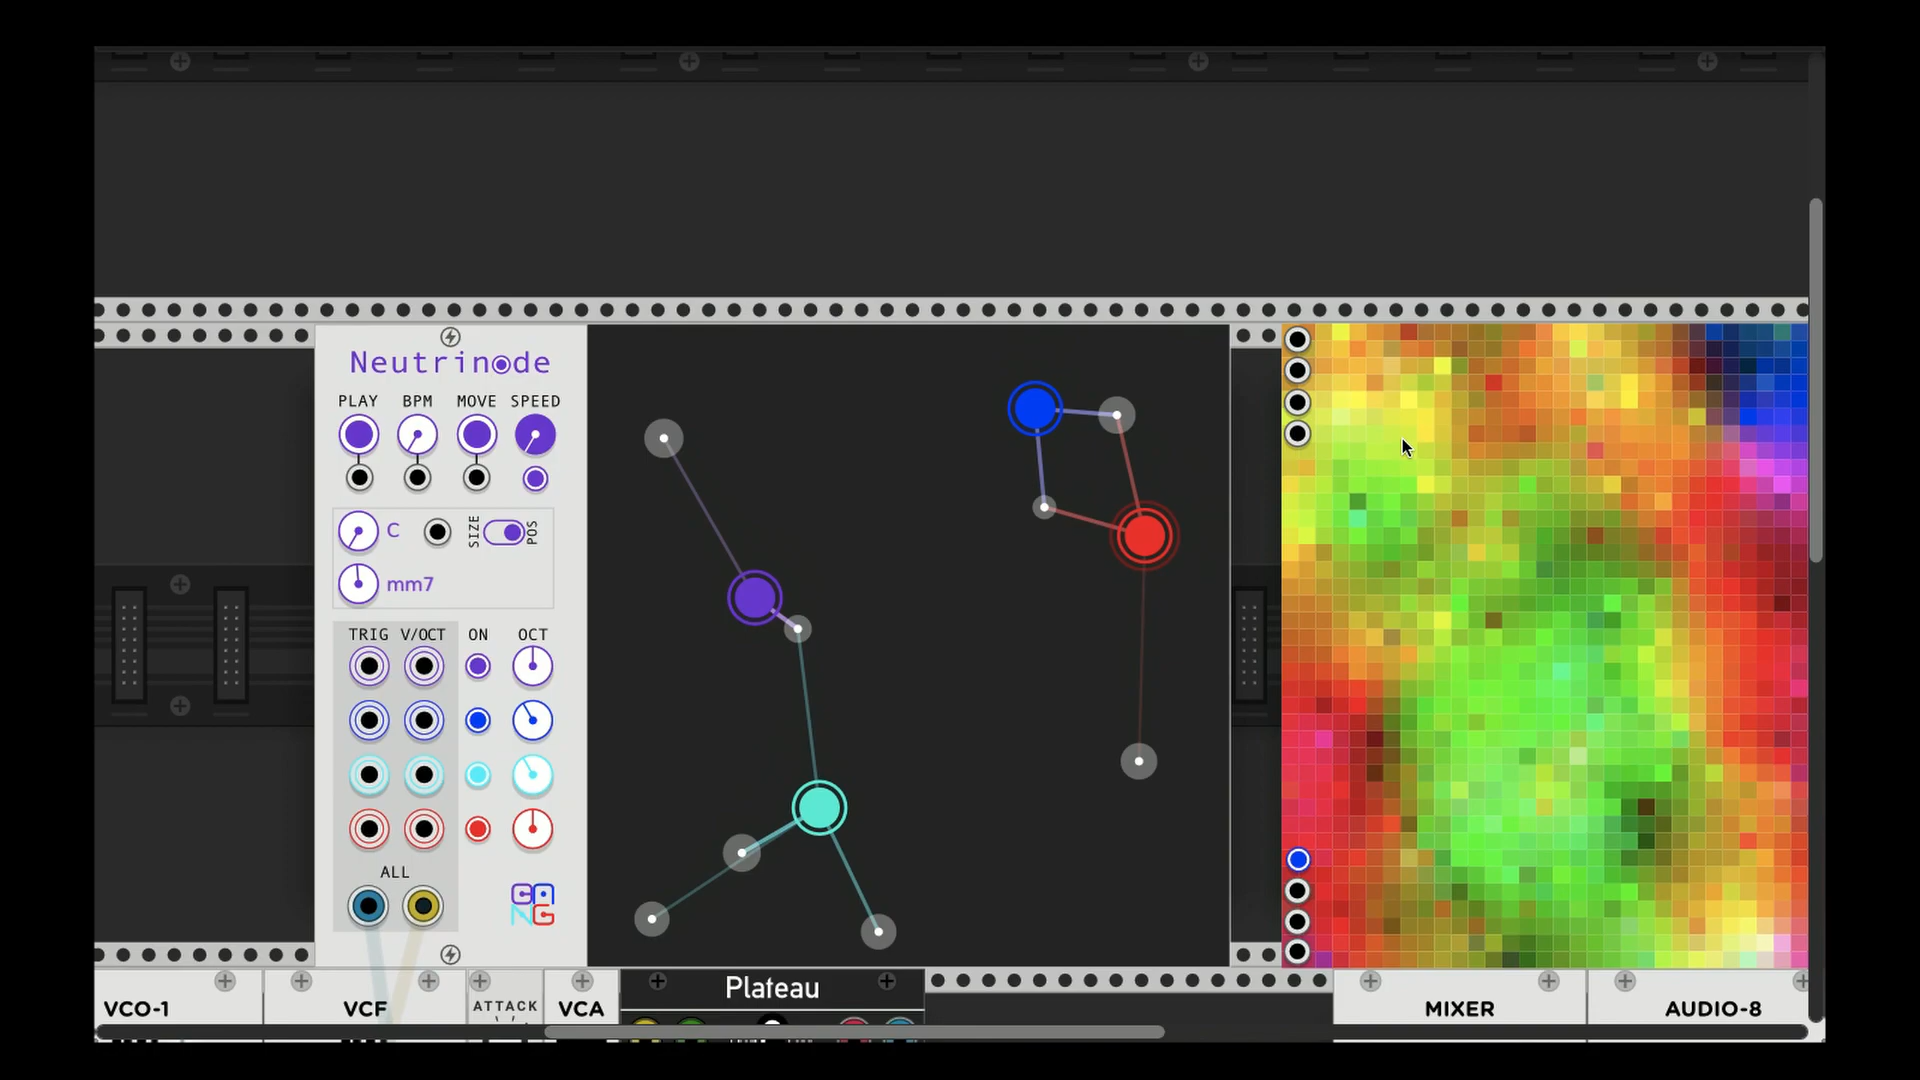 Neutrinode
PLAY BPM MOVE SPEED
C SIZE POS
mm7
TRIG V/OCT ON OCT
ALL
GANG
VCO-1 VCF ATTACK VCA Plateau MIXER AUDIO-8